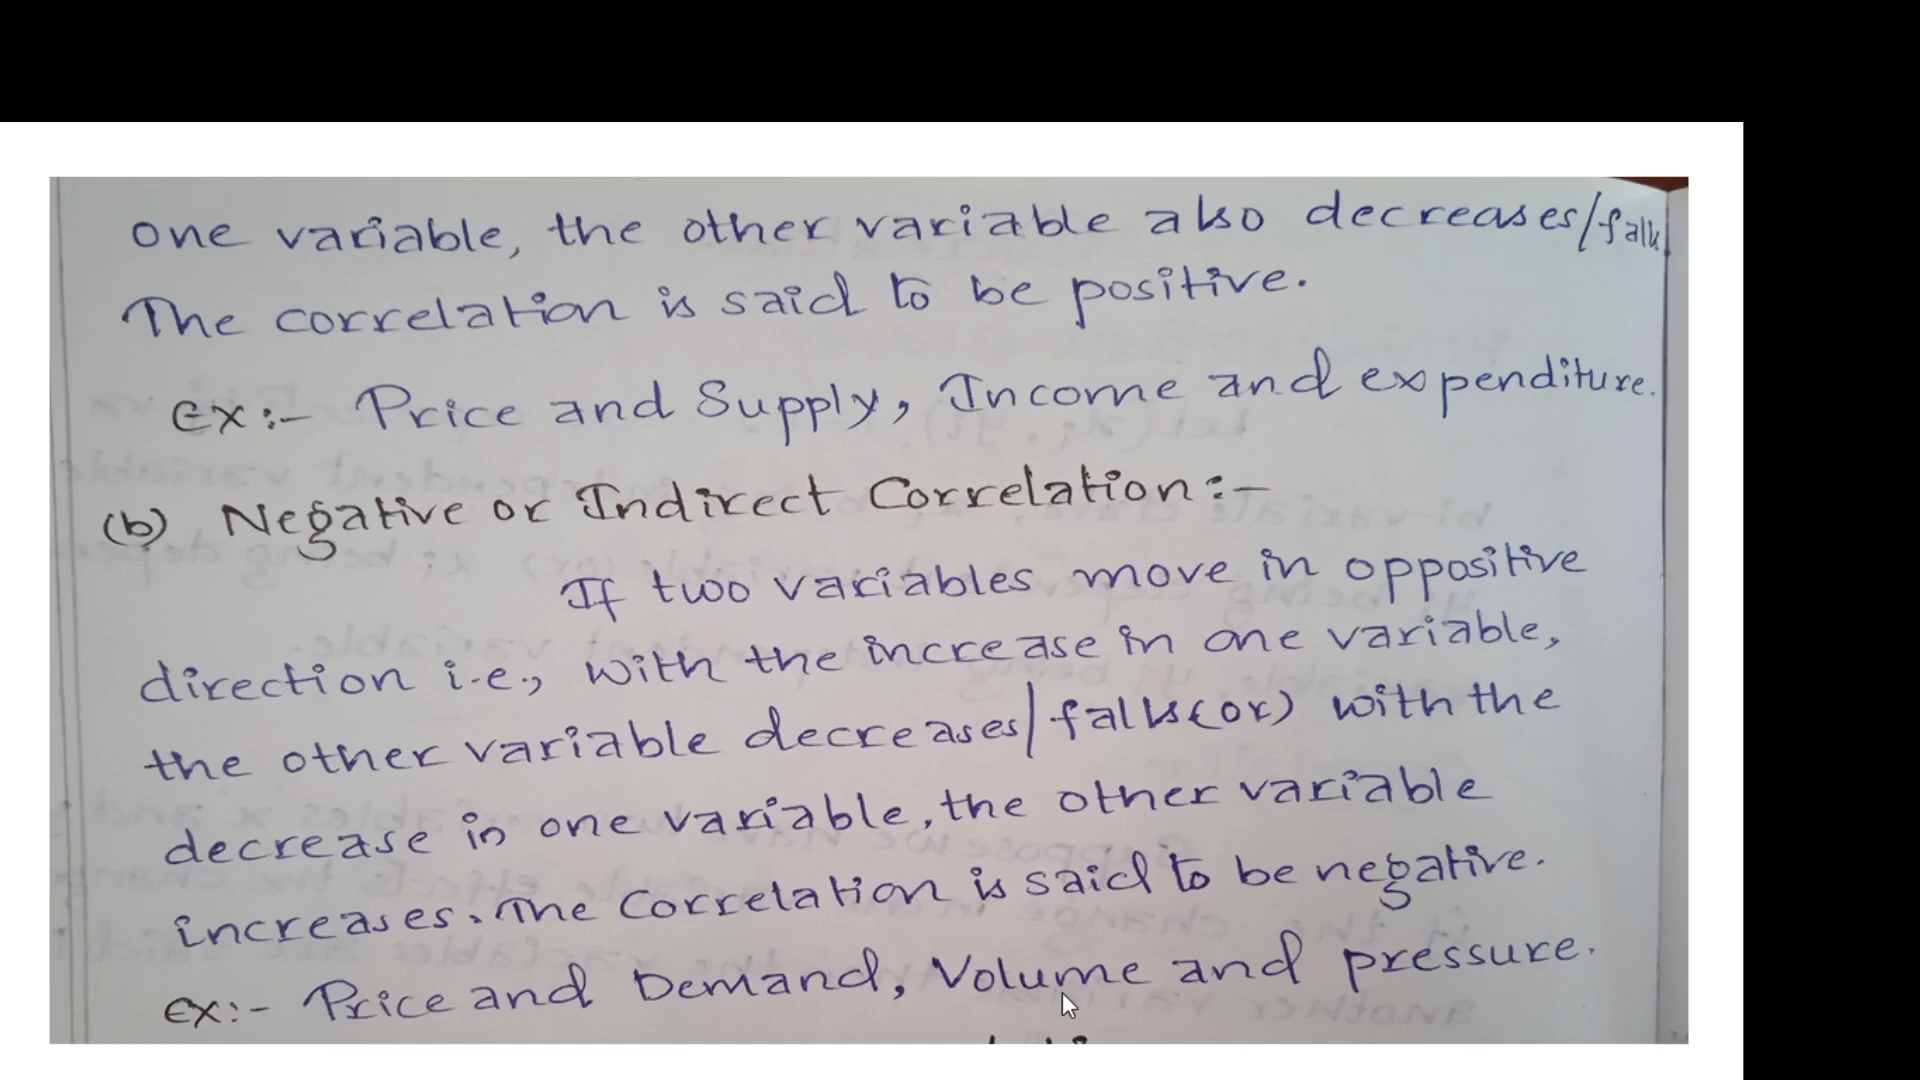 one variable, the other variable also decreases/falls
The correlation is said to be positive.
Ex:- Price and Supply, Income and expenditure.
(b) Negative or Indirect Correlation:-
If two variables move in oppositive
direction i.e., with the increase in one variable,
the other variable decreases/falls (or) with the
decrease in one variable, the other variable
increases. The correlation is said to be negative.
Ex:- Price and Demand, Volume and pressure.